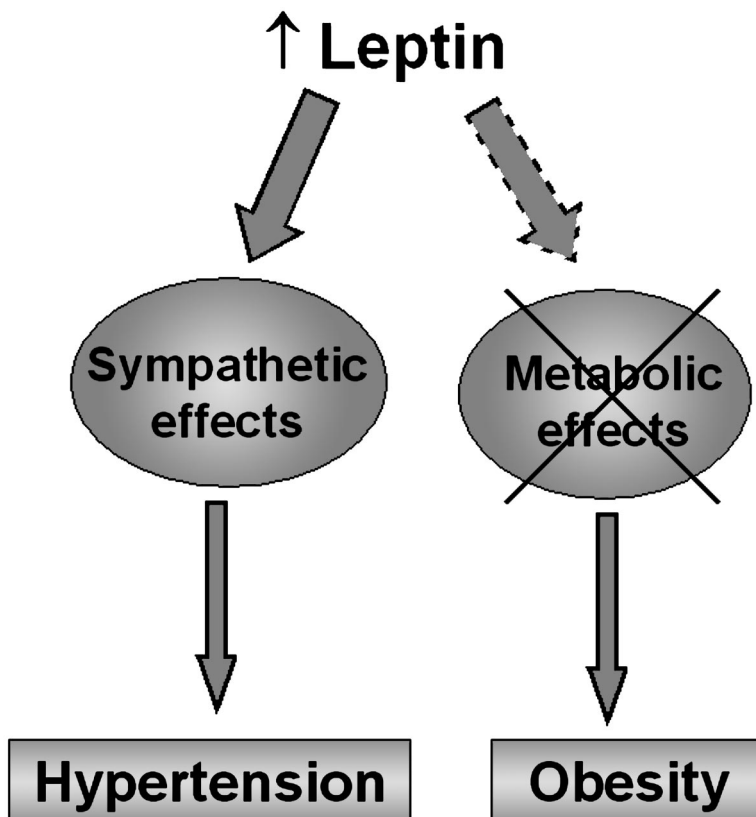 ↑ Leptin
Sympathetic
effects
Metabolic
effects
Hypertension
Obesity